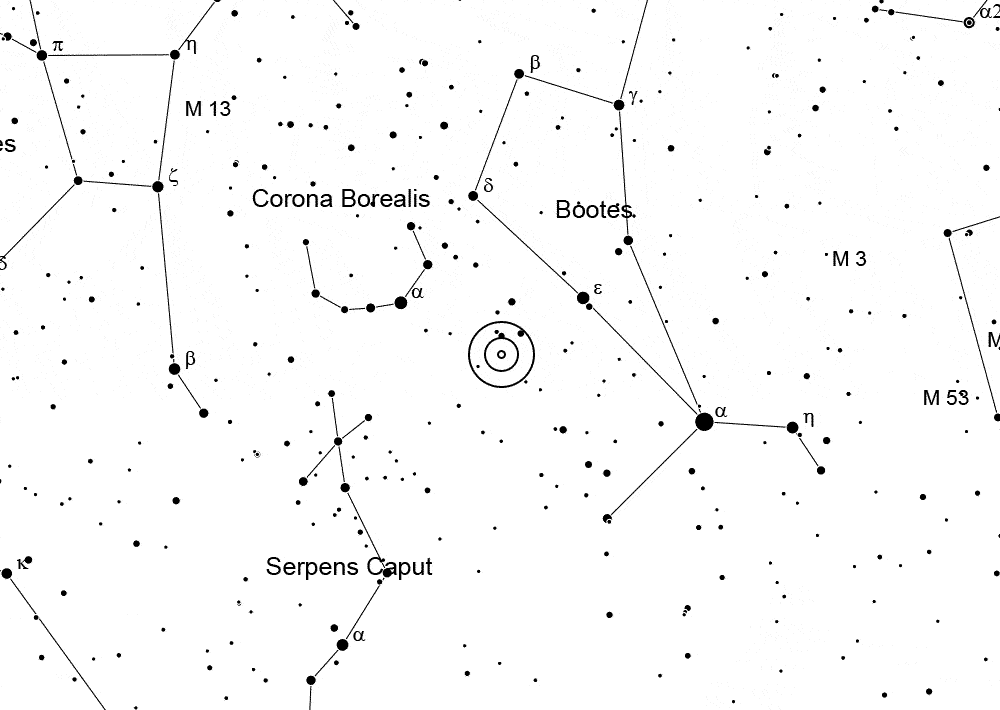 α2
π
η
β
γ
M 13
es
ζ
δ
Corona Borealis
Bootes
δ
M 3
α
ε
M
β
M 53
α
η
κ
Serpens Caput
α